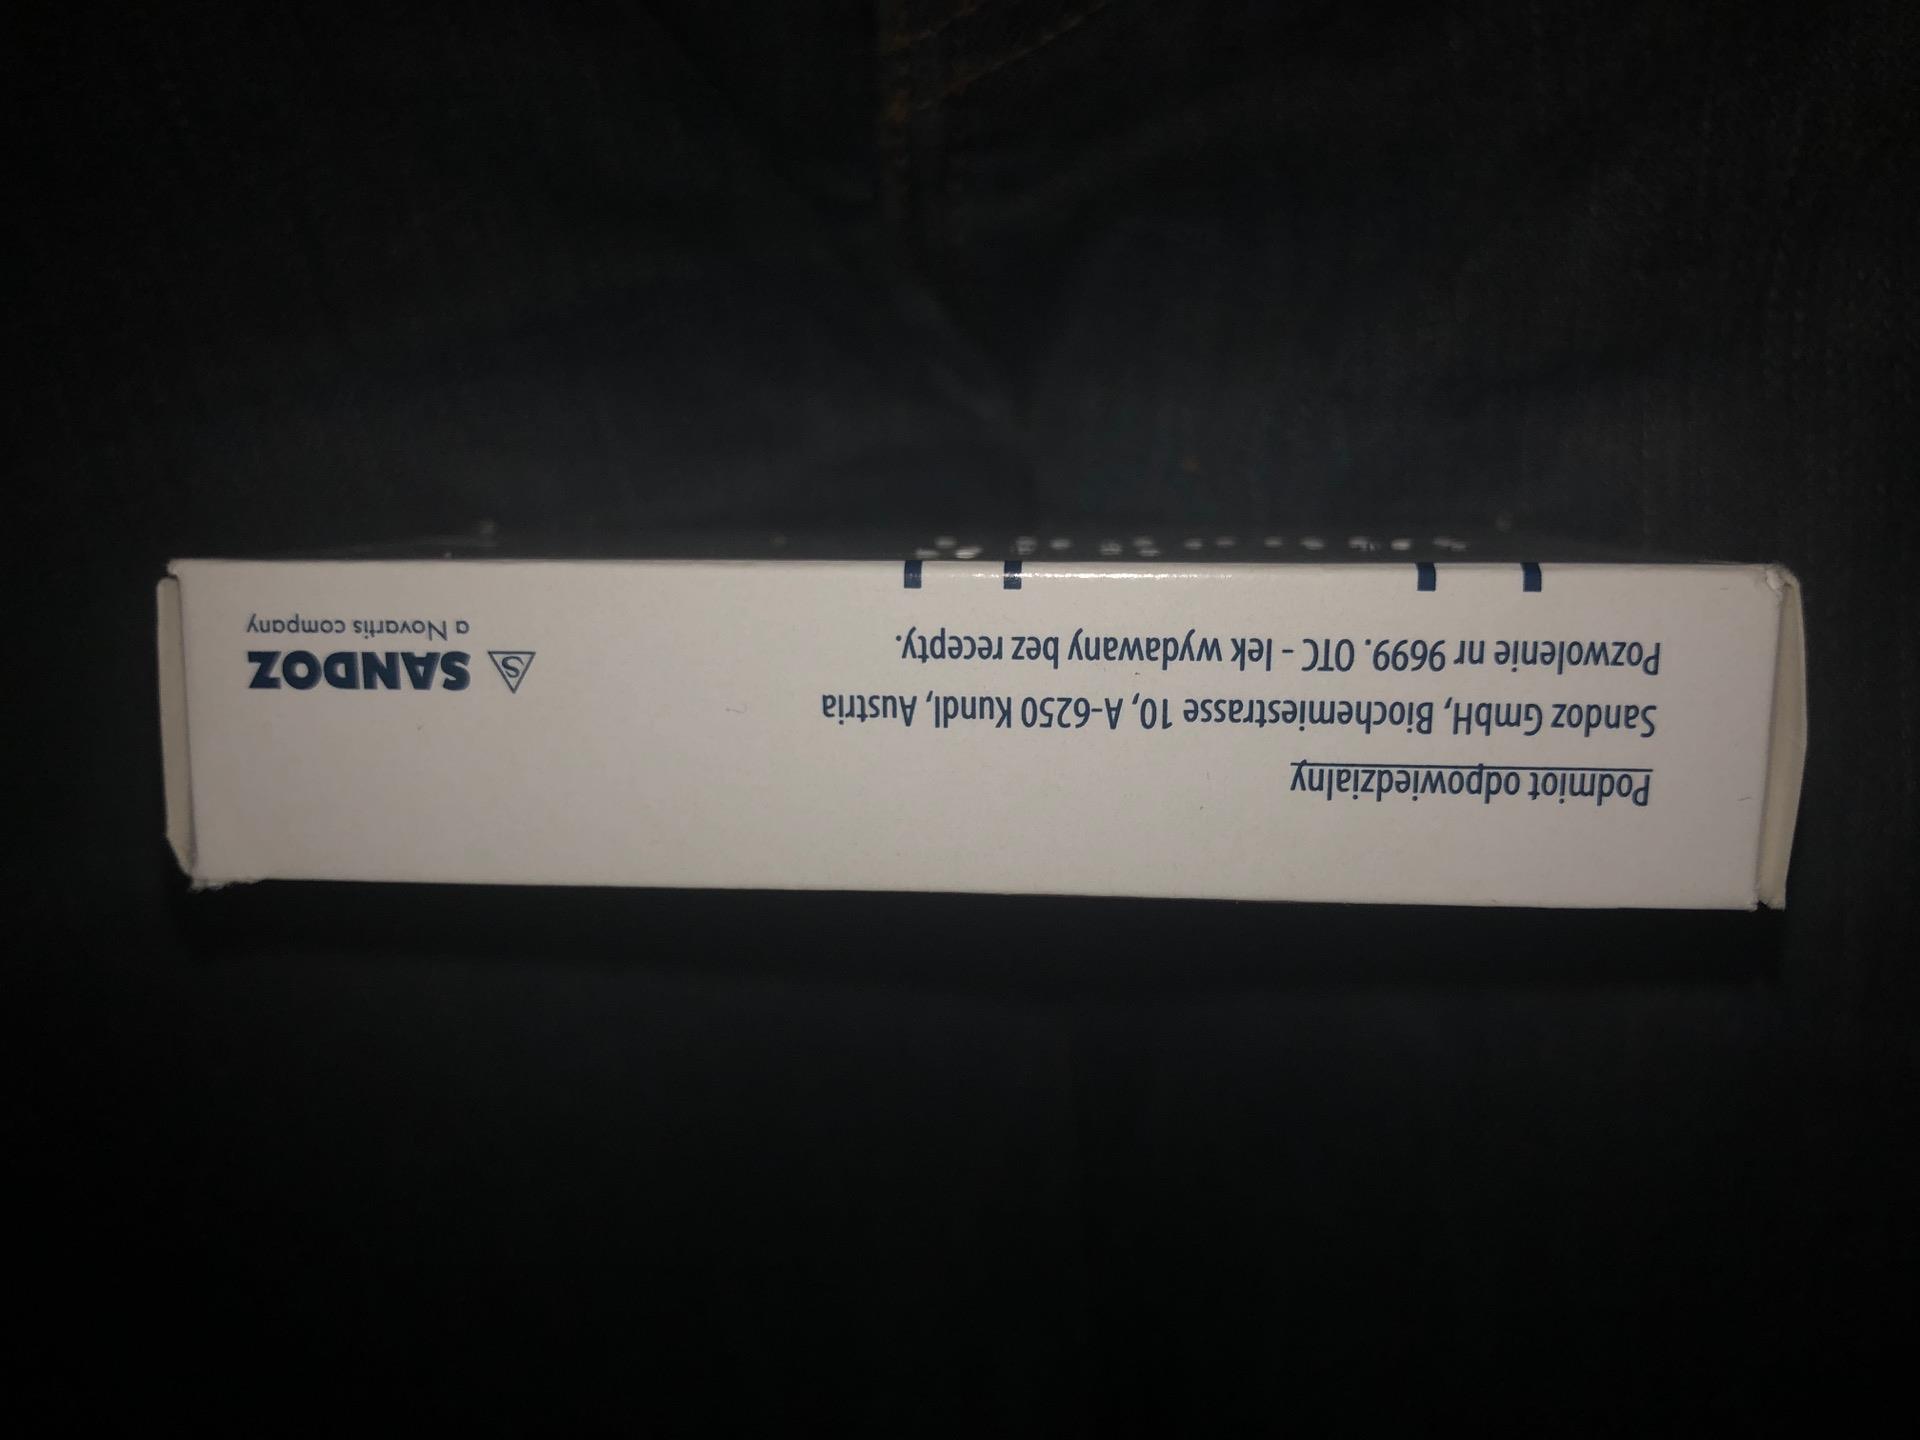 Podmiot odpowiedzialny
Sandoz GmbH, Biochemiestrasse 10, A-6250 Kundl, Austria
Pozwolenie nr 9699. OTC - lek wydawany bez recepty.
S SANDOZ
a Novartis company